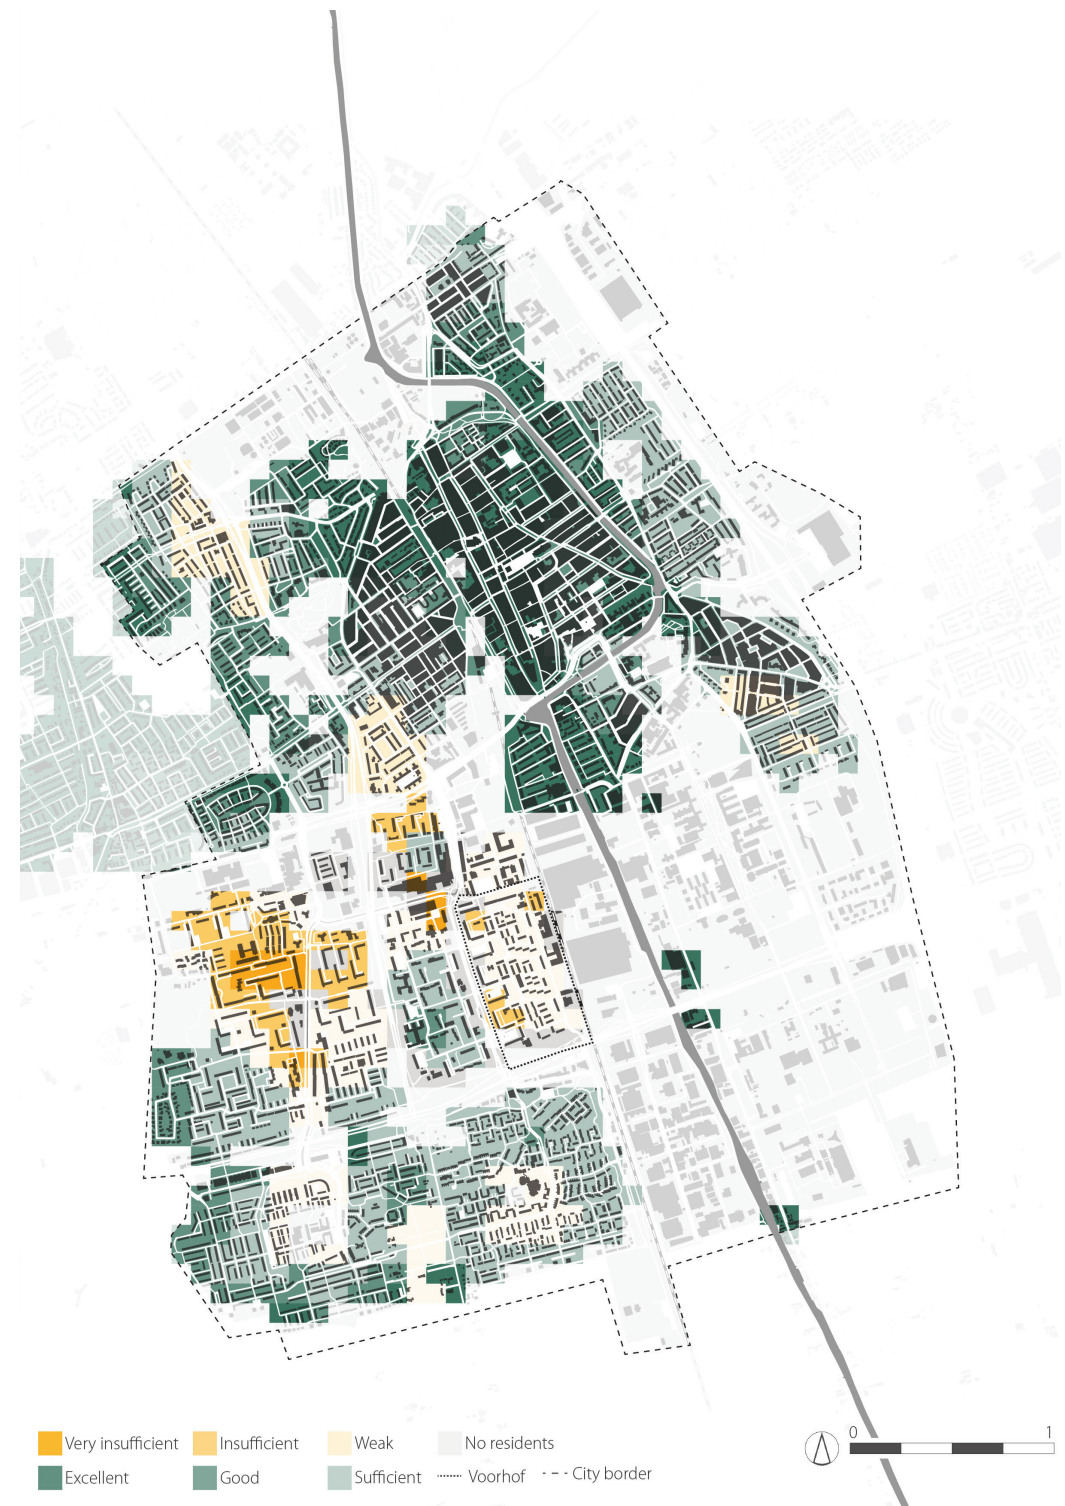 Very insufficient Insufficient Weak No residents
Excellent Good Sufficient Voorhof City border
0 1